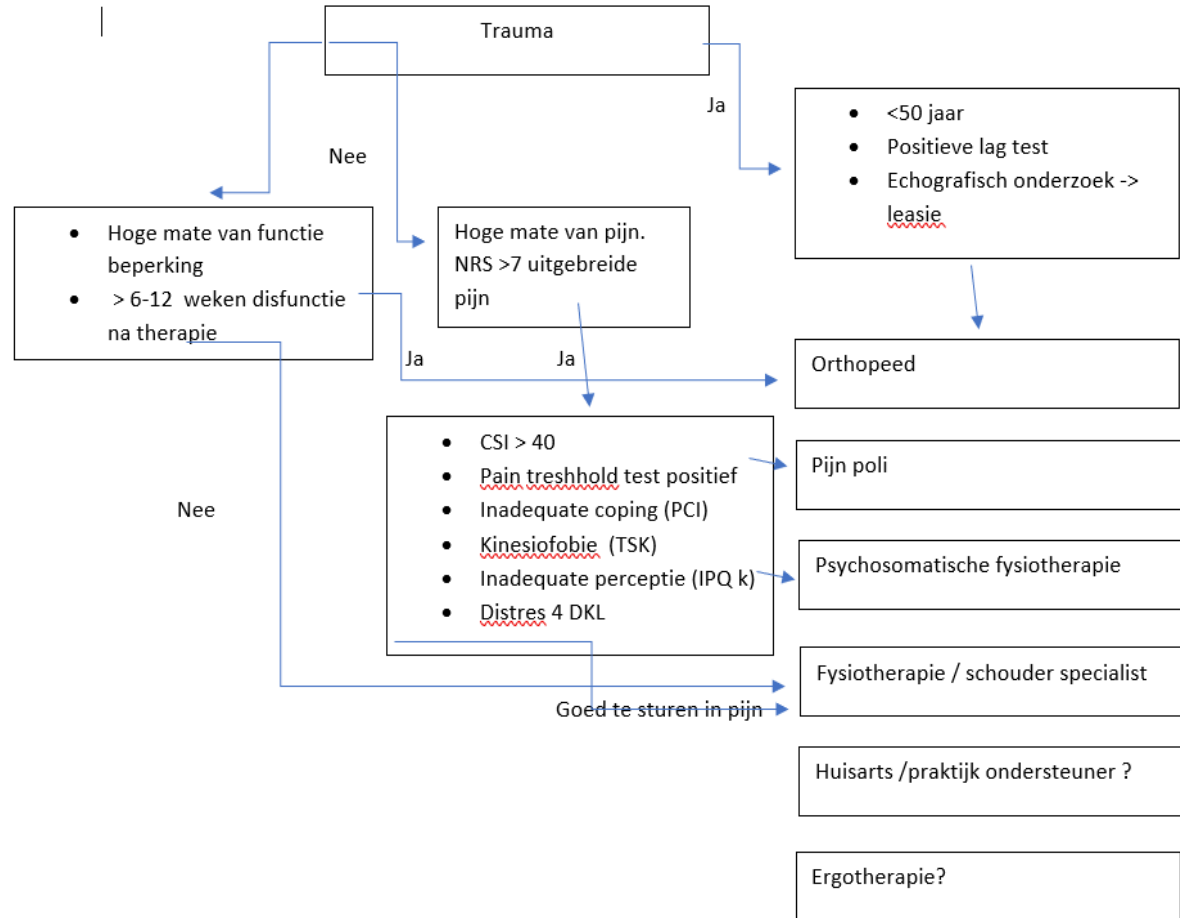 Trauma
Ja
Nee
• <50 jaar
• Positieve lag test
• Echografisch onderzoek ->
leasie
• Hoge mate van functie
beperking
• > 6-12 weken disfunctie
na therapie
Hoge mate van pijn.
NRS >7 uitgebreide
pijn
Ja
Ja
Orthopeed
• CSI > 40
• Pain treshhold test positief
• Inadequate coping (PCI)
• Kinesiofobie (TSK)
• Inadequate perceptie (IPQ k)
• Distres 4 DKL
Pijn poli
Nee
Psychosomatische fysiotherapie
Fysiotherapie / schouder specialist
Goed te sturen in pijn
Huisarts /praktijk ondersteuner ?
Ergotherapie?